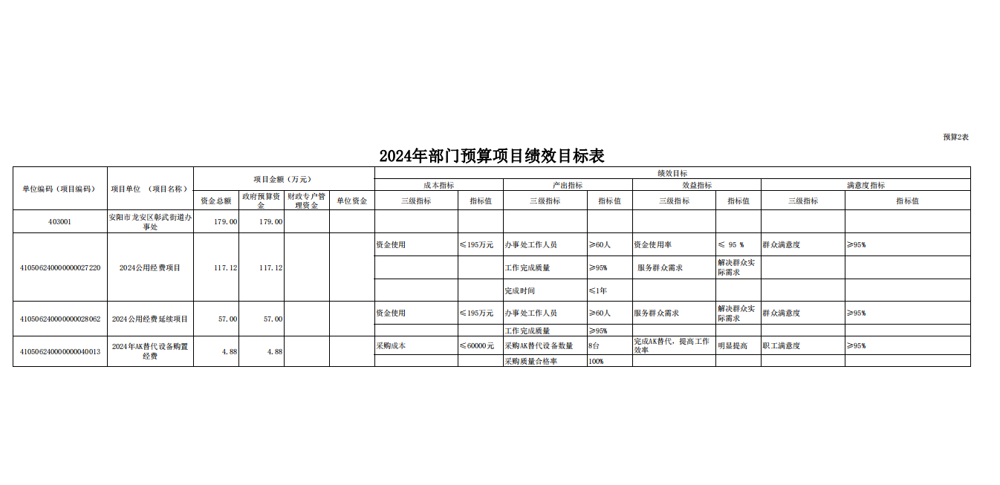 预算2表
2024年部门预算项目绩效目标表
单位编码（项目编码） 项目单位 （项目名称） 项目金额（万元） 绩效目标
成本指标 产出指标 效益指标 满意度指标
资金总额 政府预算资金 财政专户管理资金 单位资金 三级指标 指标值 三级指标 指标值 三级指标 指标值 三级指标 指标值
403001 安阳市龙安区彰武街道办事处 179.00 179.00
410506240000000027220 2024公用经费项目 117.12 117.12 资金使用 ≤195万元 办事处工作人员 ≥60人 资金使用率 ≤ 95 % 群众满意度 ≥95%
工作完成质量 ≥95% 服务群众需求 解决群众实际需求
完成时间 ≤1年
410506240000000028062 2024公用经费延续项目 57.00 57.00 资金使用 ≤195万元 办事处工作人员 ≥60人 服务群众需求 解决群众实际需求 群众满意度 ≥95%
工作完成质量 ≥95%
410506240000000040013 2024年AK替代设备购置经费 4.88 4.88 采购成本 ≤60000元 采购AK替代设备数量 8台 完成AK替代，提高工作效率 明显提高 职工满意度 ≥95%
采购质量合格率 100%